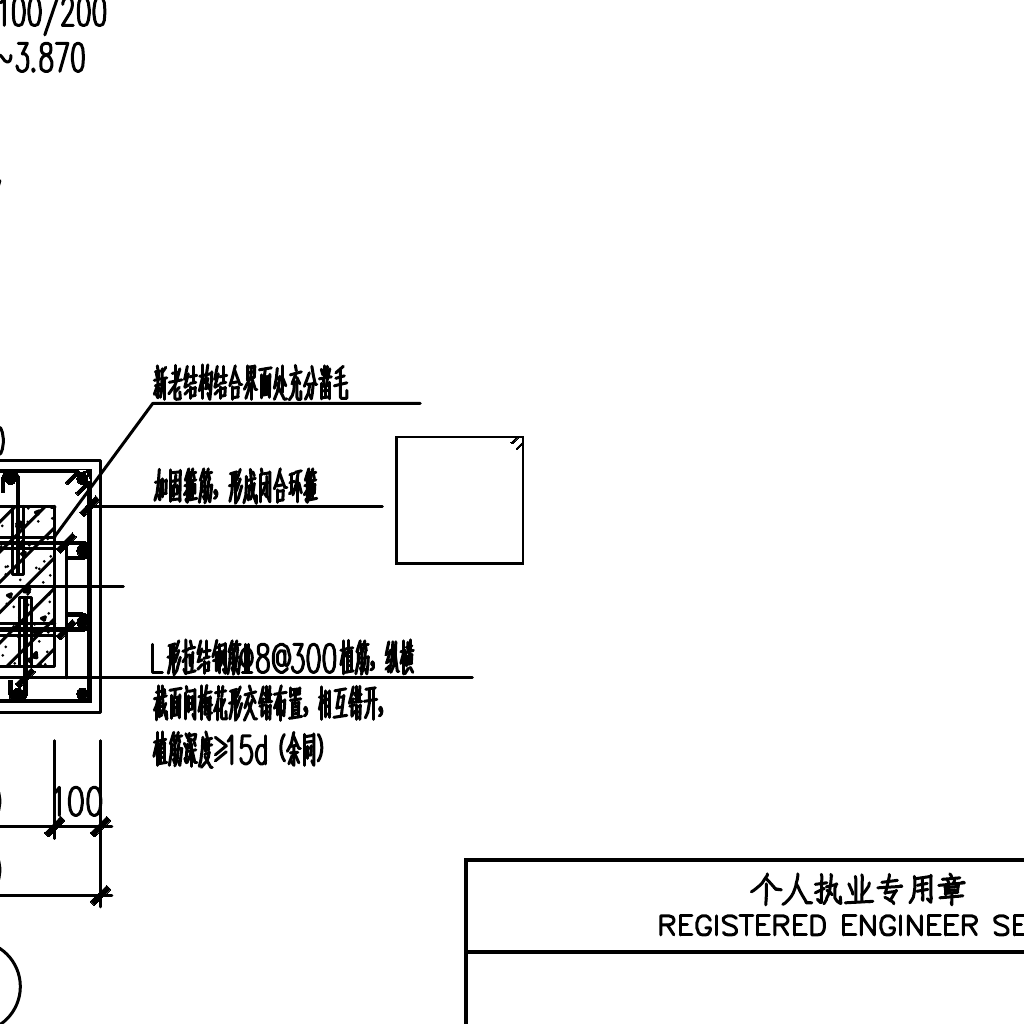 100/200
~3.870
新老结构结合界面处充分凿毛
加固箍筋，形成闭合环箍
L形拉结钢筋Φ8@300植筋，纵横
截面间梅花形交错布置，相互错开，
植筋深度≥15d（余同）
100
个人执业专用章
REGISTERED ENGINEER SE